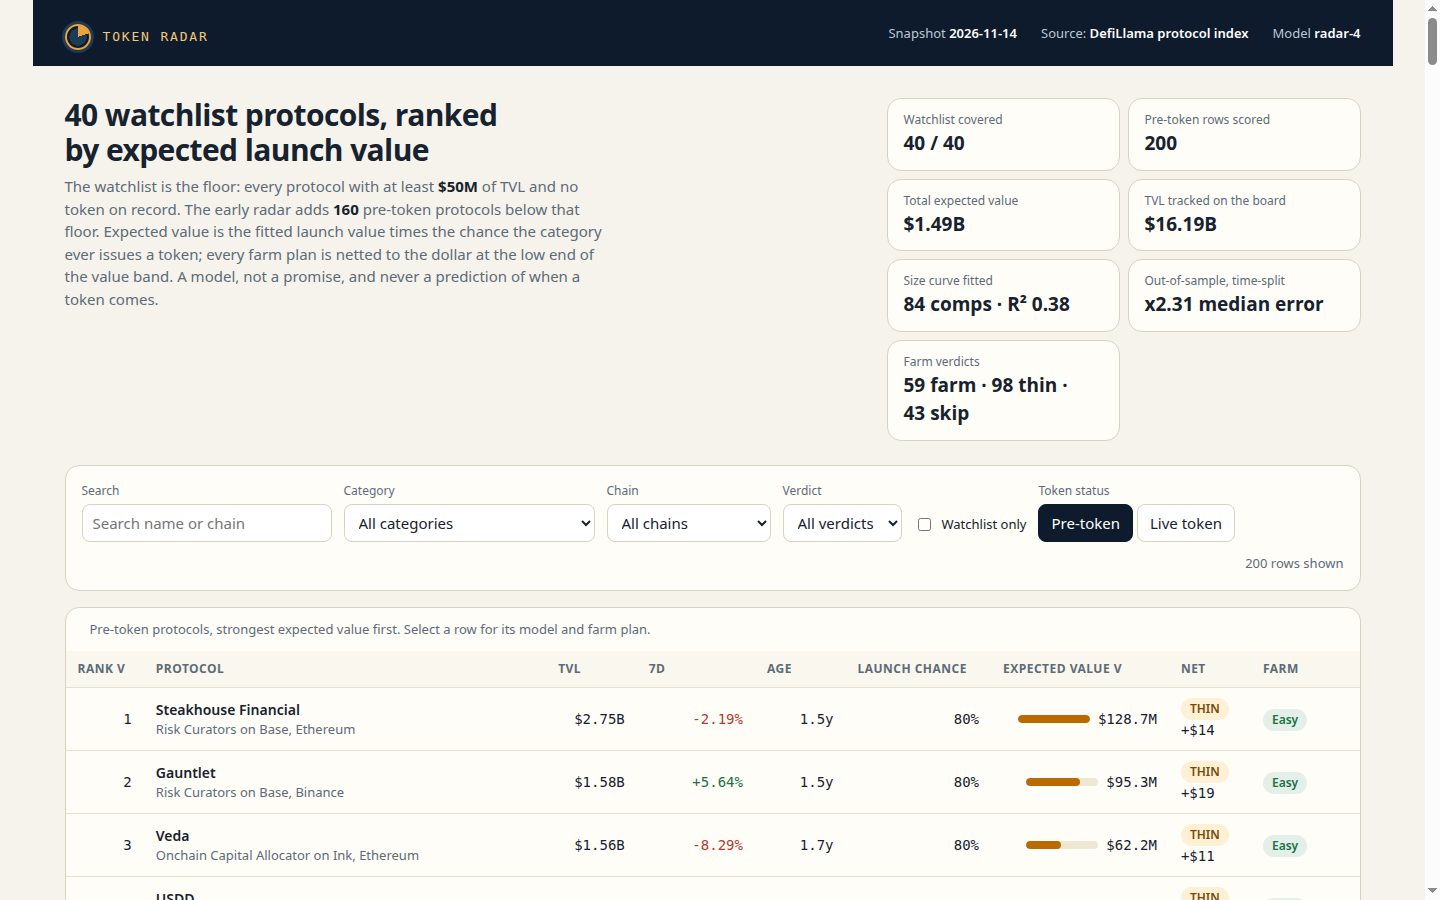 TOKEN RADAR
Snapshot 2026-11-14 Source: DefiLlama protocol index Model radar-4
40 watchlist protocols, ranked
by expected launch value
The watchlist is the floor: every protocol with at least $50M of TVL and no
token on record. The early radar adds 160 pre-token protocols below that
floor. Expected value is the fitted launch value times the chance the category
ever issues a token; every farm plan is netted to the dollar at the low end of
the value band. A model, not a promise, and never a prediction of when a
token comes.
Watchlist covered
40 / 40
Pre-token rows scored
200
Total expected value
$1.49B
TVL tracked on the board
$16.19B
Size curve fitted
84 comps · R² 0.38
Out-of-sample, time-split
x2.31 median error
Farm verdicts
59 farm · 98 thin ·
43 skip
Search
Search name or chain
Category
All categories
Chain
All chains
Verdict
All verdicts
Watchlist only
Token status
Pre-token Live token
200 rows shown
Pre-token protocols, strongest expected value first. Select a row for its model and farm plan.
RANK V PROTOCOL TVL 7D AGE LAUNCH CHANCE EXPECTED VALUE V NET FARM
1 Steakhouse Financial $2.75B -2.19% 1.5y 80% $128.7M THIN Easy
Risk Curators on Base, Ethereum +$14
2 Gauntlet $1.58B +5.64% 1.5y 80% $95.3M THIN Easy
Risk Curators on Base, Binance +$19
3 Veda $1.56B -8.29% 1.7y 80% $62.2M THIN Easy
Onchain Capital Allocator on Ink, Ethereum +$11
USDD THIN